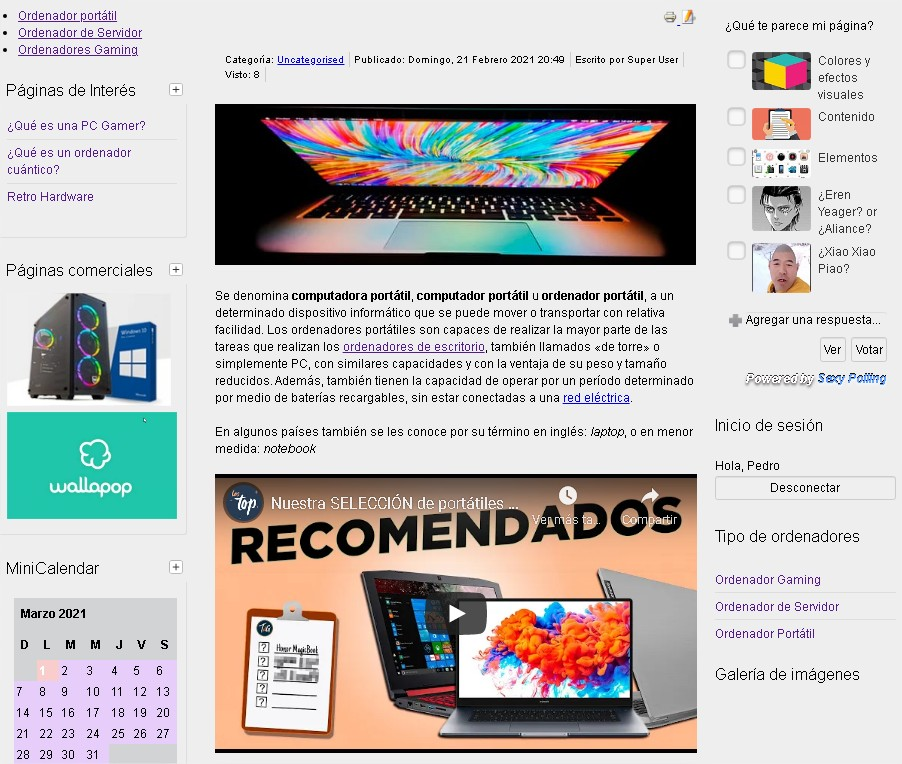 Ordenador portátil
Ordenador de Servidor
Ordenadores Gaming
Páginas de Interés
¿Qué es una PC Gamer?
¿Qué es un ordenador
cuántico?
Retro Hardware
Páginas comerciales
Windows 10
wallapop
MiniCalendar
Marzo 2021
D L M M J V S
1 2 3 4 5 6
7 8 9 10 11 12 13
14 15 16 17 18 19 20
21 22 23 24 25 26 27
28 29 30 31
Categoría: Uncategorised Publicado: Domingo, 21 Febrero 2021 20:49 Escrito por Super User
Visto: 8
Se denomina computadora portátil, computador portátil u ordenador portátil, a un
determinado dispositivo informático que se puede mover o transportar con relativa
facilidad. Los ordenadores portátiles son capaces de realizar la mayor parte de las
tareas que realizan los ordenadores de escritorio, también llamados «de torre» o
simplemente PC, con similares capacidades y con la ventaja de su peso y tamaño
reducidos. Además, también tienen la capacidad de operar por un período determinado
por medio de baterías recargables, sin estar conectadas a una red eléctrica.
En algunos países también se les conoce por su término en inglés: laptop, o en menor
medida: notebook
top
Nuestra SELECCIÓN de portátiles ...
Ver más ta...
Compartir
RECOMENDADOS
Honor MagicBook
¿Qué te parece mi página?
Colores y
efectos
visuales
Contenido
Elementos
¿Eren
Yeager? or
¿Aliance?
¿Xiao Xiao
Piao?
Agregar una respuesta...
Ver Votar
Powered by Sexy Polling
Inicio de sesión
Hola, Pedro
Desconectar
Tipo de ordenadores
Ordenador Gaming
Ordenador de Servidor
Ordenador Portátil
Galería de imágenes